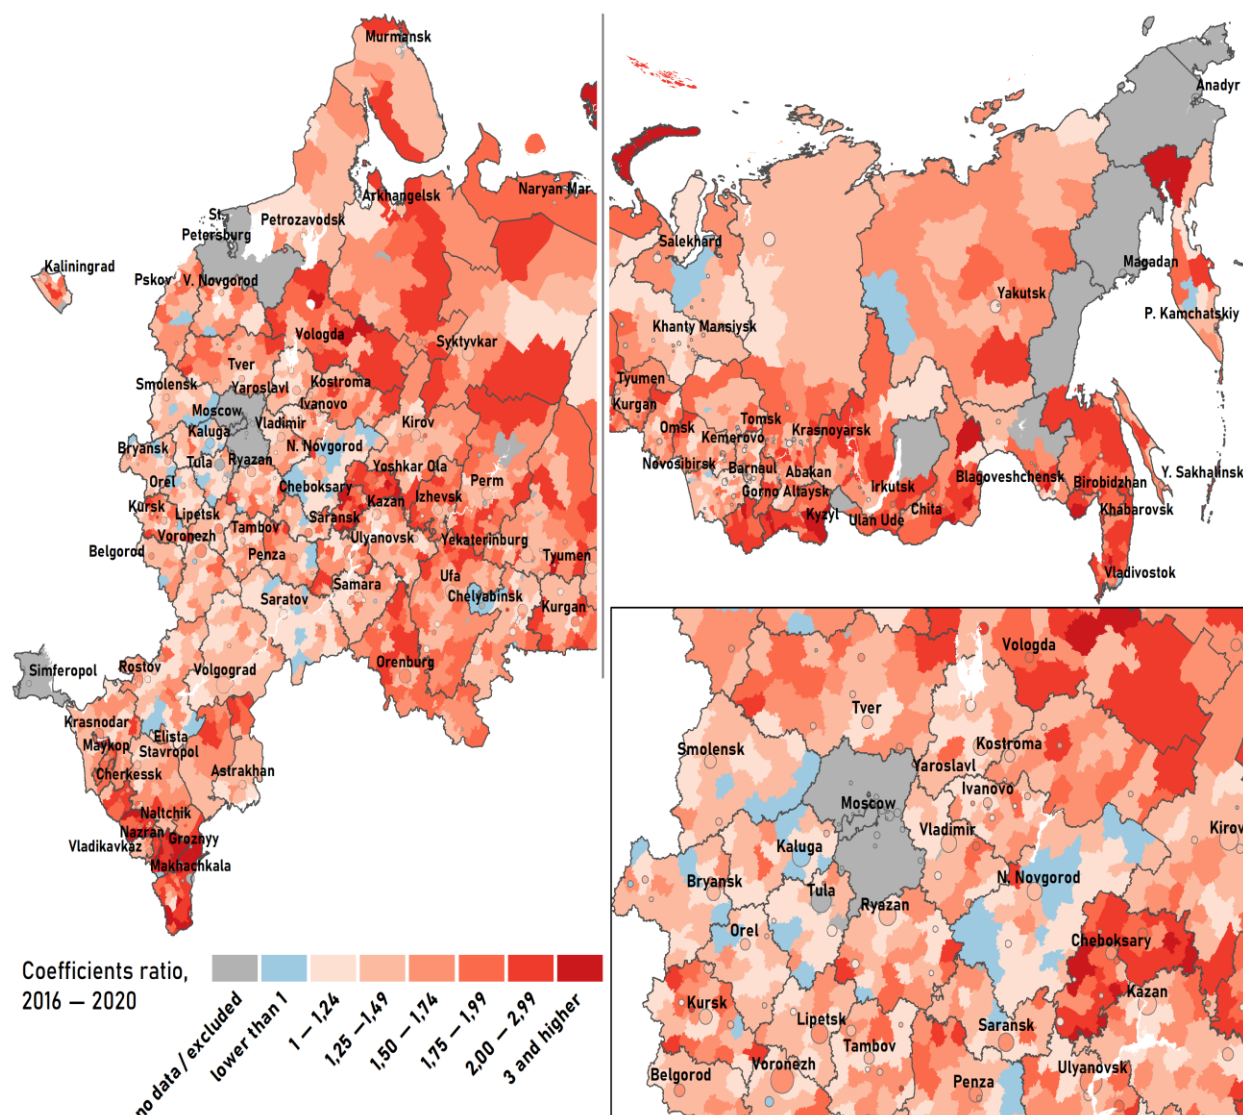 Murmansk
Arkhangelsk
Naryan Mar
St.
Petersburg
Petrozavodsk
Kaliningrad
Pskov
V. Novgorod
Vologda
Syktyvkar
Tver
Smolensk
Yaroslavl
Kostroma
Ivanovo
Moscow
Vladimir
Kaluga
Kirov
Bryansk
N. Novgorod
Tula
Ryazan
Yoshkar Ola
Perm
Orel
Cheboksary
Kazan
Izhevsk
Kursk
Lipetsk
Saransk
Tambov
Voronezh
Ulyanovsk
Yekaterinburg
Belgorod
Penza
Tyumen
Samara
Ufa
Saratov
Chelyabinsk
Kurgan
Simferopol
Rostov
Volgograd
Orenburg
Krasnodar
Elista
Maykop
Stavropol
Cherkessk
Astrakhan
Naltchik
Nazran
Groznyy
Vladikavkaz
Makhachkala
Anadyr
Salekhard
Magadan
Yakutsk
P. Kamchatskiy
Khanty Mansiysk
Tyumen
Kurgan
Tomsk
Omsk
Kemerovo
Krasnoyarsk
Novosibirsk
Barnaul
Abakan
Blagoveshchensk
Y. Sakhalinsk
Birobidzhan
Gorno Altaysk
Irkutsk
Kyzyl
Ulan Ude
Chita
Khabarovsk
Vladivostok
Vologda
Tver
Smolensk
Kostroma
Yaroslavl
Ivanovo
Moscow
Vladimir
Kirov
Kaluga
N. Novgorod
Bryansk
Tula
Ryazan
Orel
Cheboksary
Kazan
Kursk
Lipetsk
Saransk
Tambov
Voronezh
Ulyanovsk
Belgorod
Penza
Coefficients ratio,
2016 — 2020
no data / excluded
lower than 1
1 — 1,24
1,25 —1,49
1,50 — 1,74
1,75 — 1,99
2,00 — 2,99
3 and higher